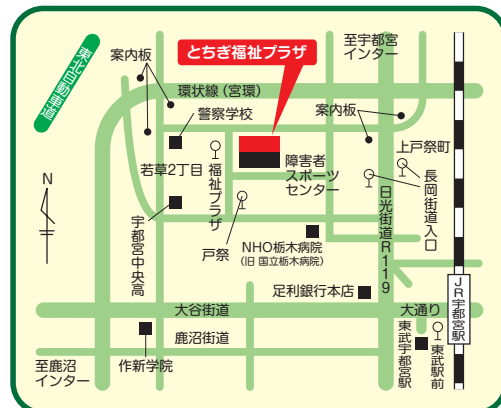 東北自動車道
案内板
とちぎ福祉プラザ
至宇都宮
インター
環状線(宮環)
警察学校
案内板
上戸祭町
若草2丁目
福祉プラザ
障害者
スポーツ
センター
長岡街道入口
N
宇都宮中央高
戸祭
日光街道R119
NHO栃木病院
(旧 国立栃木病院)
足利銀行本店
JR宇都宮駅
大谷街道
大通り
鹿沼街道
東武宇都宮駅
東武駅前
至鹿沼
インター
作新学院